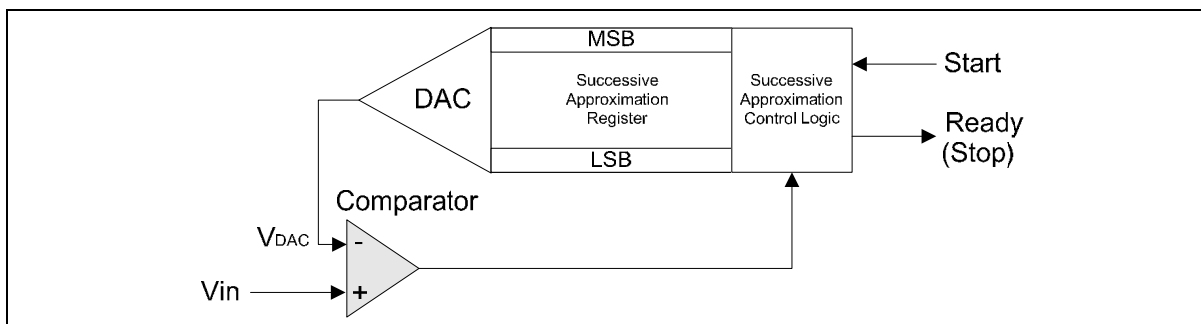 MSB
DAC
Successive
Approximation
Register
Successive
Approximation
Control Logic
Start
Ready
(Stop)
LSB
Comparator
VDAC
-
Vin
+